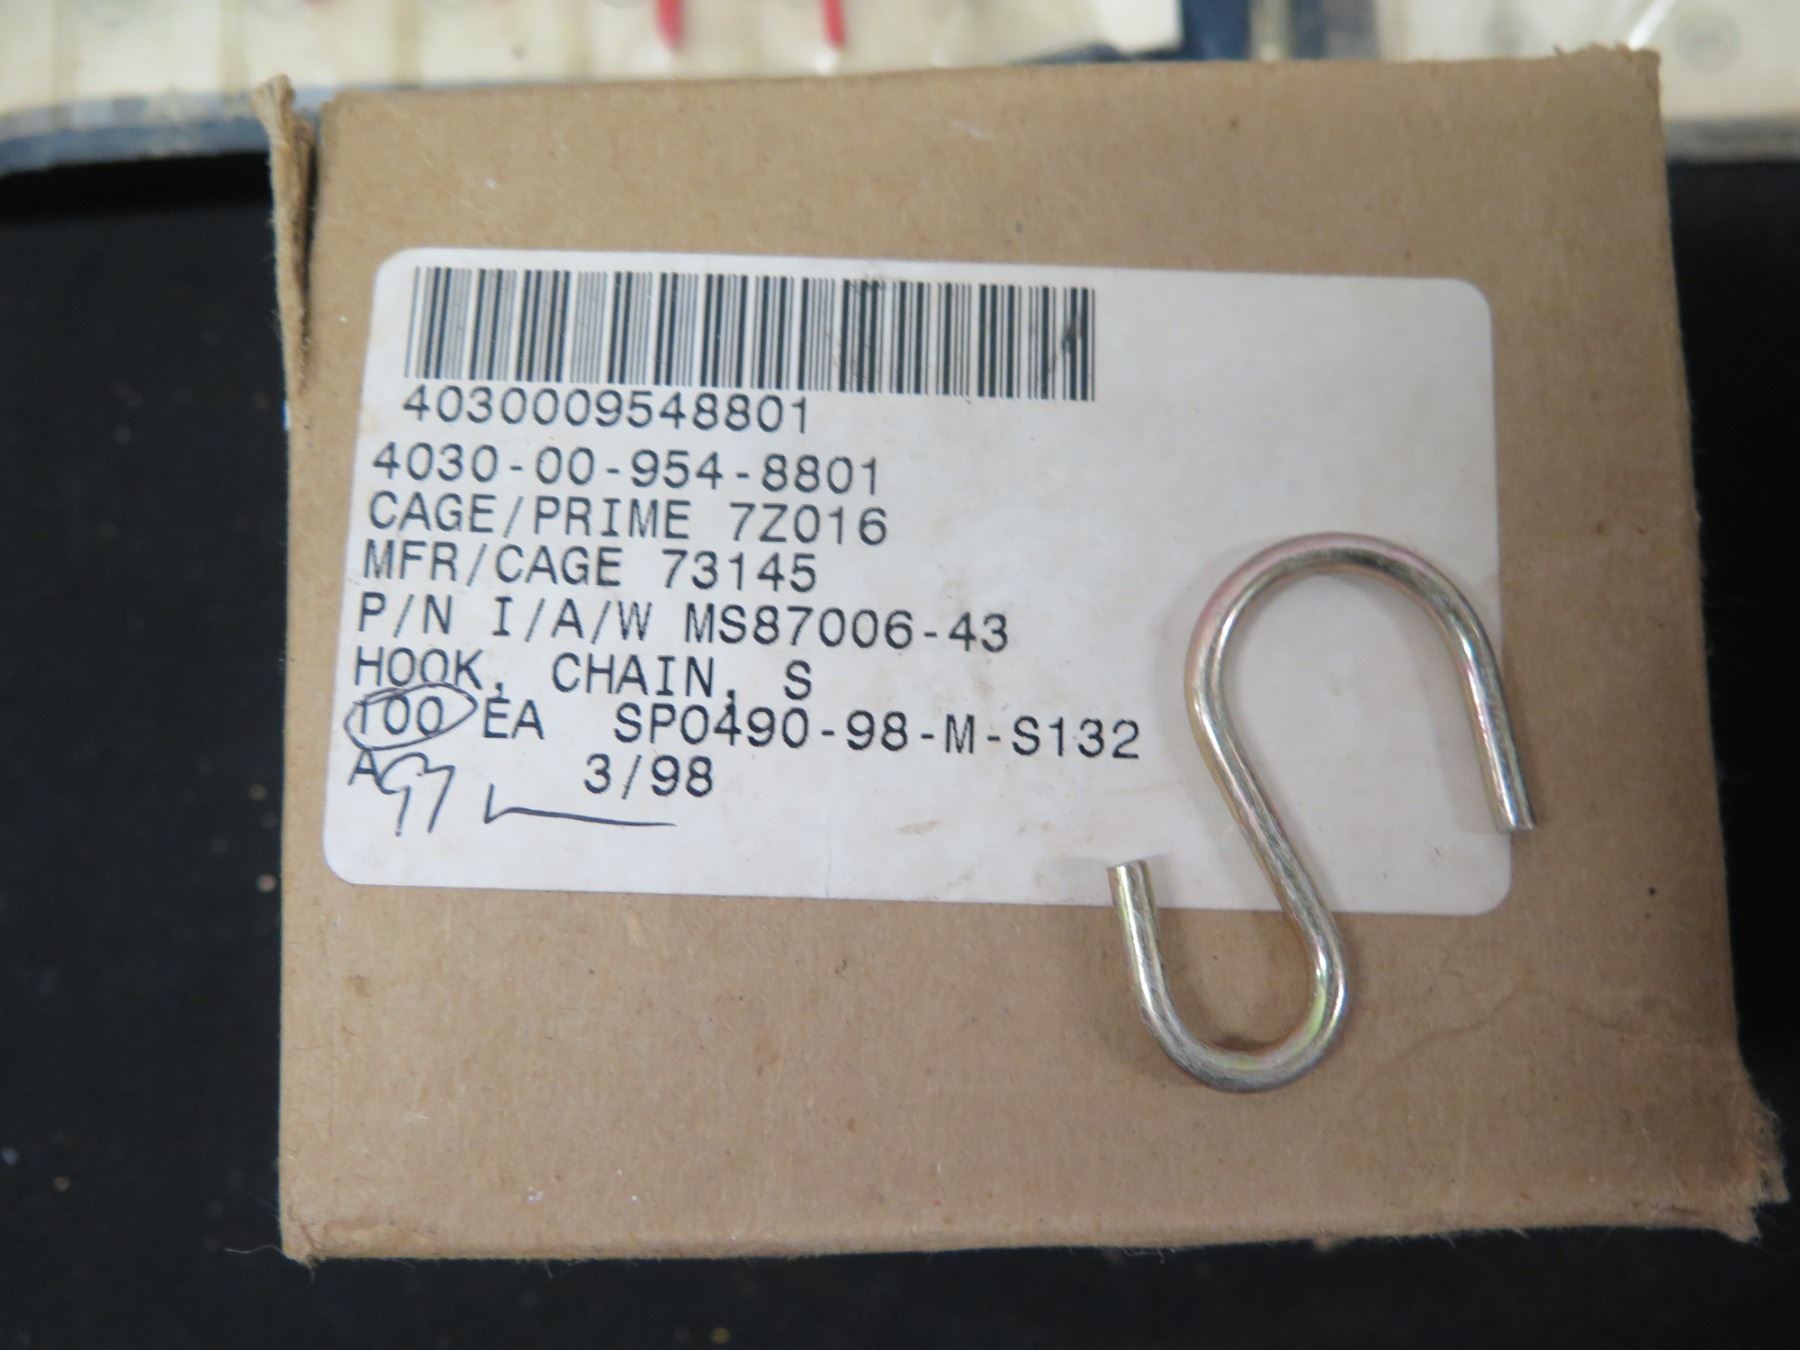 4030009548801
4030-00-954-8801
CAGE/PRIME 7Z016
MFR/CAGE 73145
P/N I/A/W MS87006-43
HOOK, CHAIN, S
100 EA SPO490-98-M-S132
A 3/98